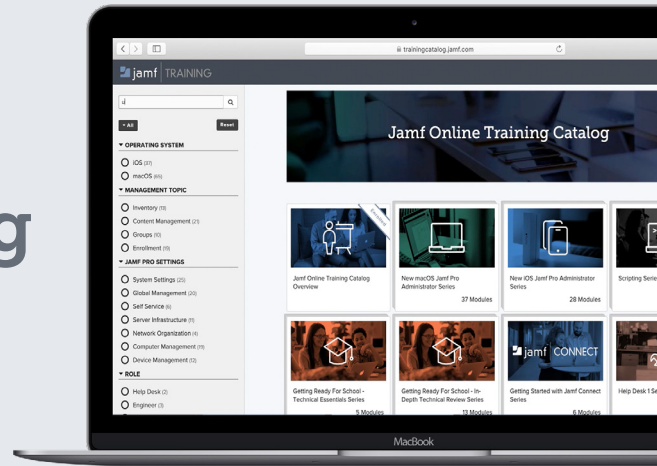 g
trainingcatalog.jamf.com
jamf TRAINING
u
All
Reset
OPERATING SYSTEM
iOS (37)
macOS (65)
MANAGEMENT TOPIC
Inventory (13)
Content Management (21)
Groups (10)
Enrollment (19)
JAMF PRO SETTINGS
System Settings (25)
Global Management (20)
Self Service (6)
Server Infrastructure (11)
Network Organization (4)
Computer Management (19)
Device Management (12)
ROLE
Help Desk (2)
Engineer (3)
Jamf Online Training Catalog
Jamf Online Training Catalog
Overview
New macOS Jamf Pro
Administrator Series
37 Modules
New iOS Jamf Pro Administrator
Series
28 Modules
Scripting Serie
Getting Ready For School -
Technical Essentials Series
5 Modules
Getting Ready For School - In-
Depth Technical Review Series
13 Modules
jamf CONNECT
Getting Started with Jamf Connect
Series
6 Modules
Help Desk 1 Se
MacBook